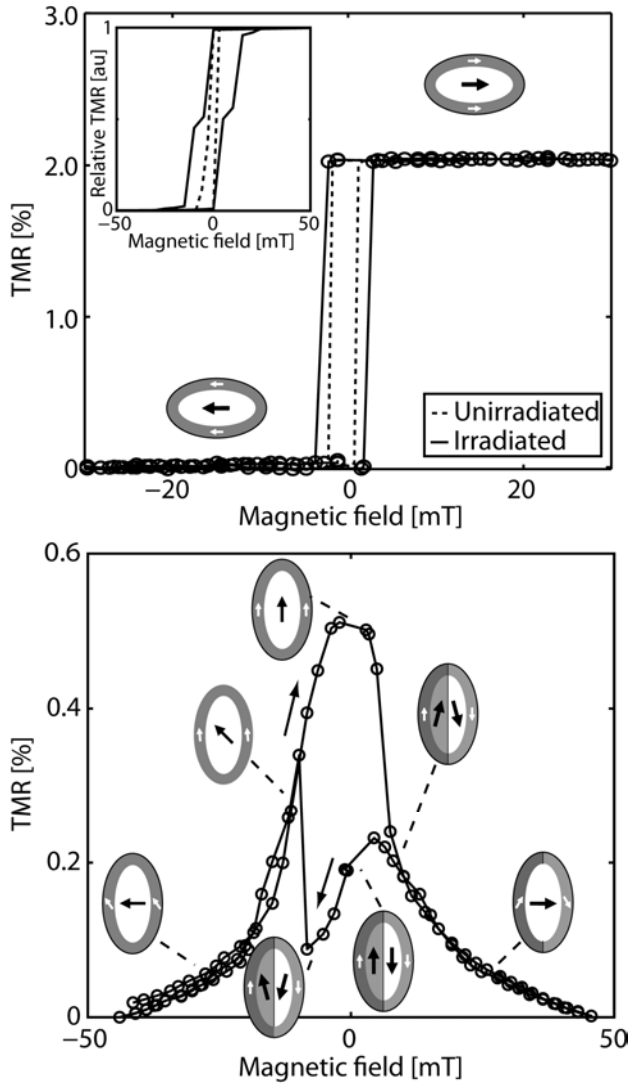 3.0
1
Relative TMR [au]
0
−50
0
50
Magnetic field [mT]
2.0
TMR [%]
1.0
Unirradiated
Irradiated
0
−20
0
20
Magnetic field [mT]
0.6
0.4
TMR [%]
0.2
0
−50
0
50
Magnetic field [mT]